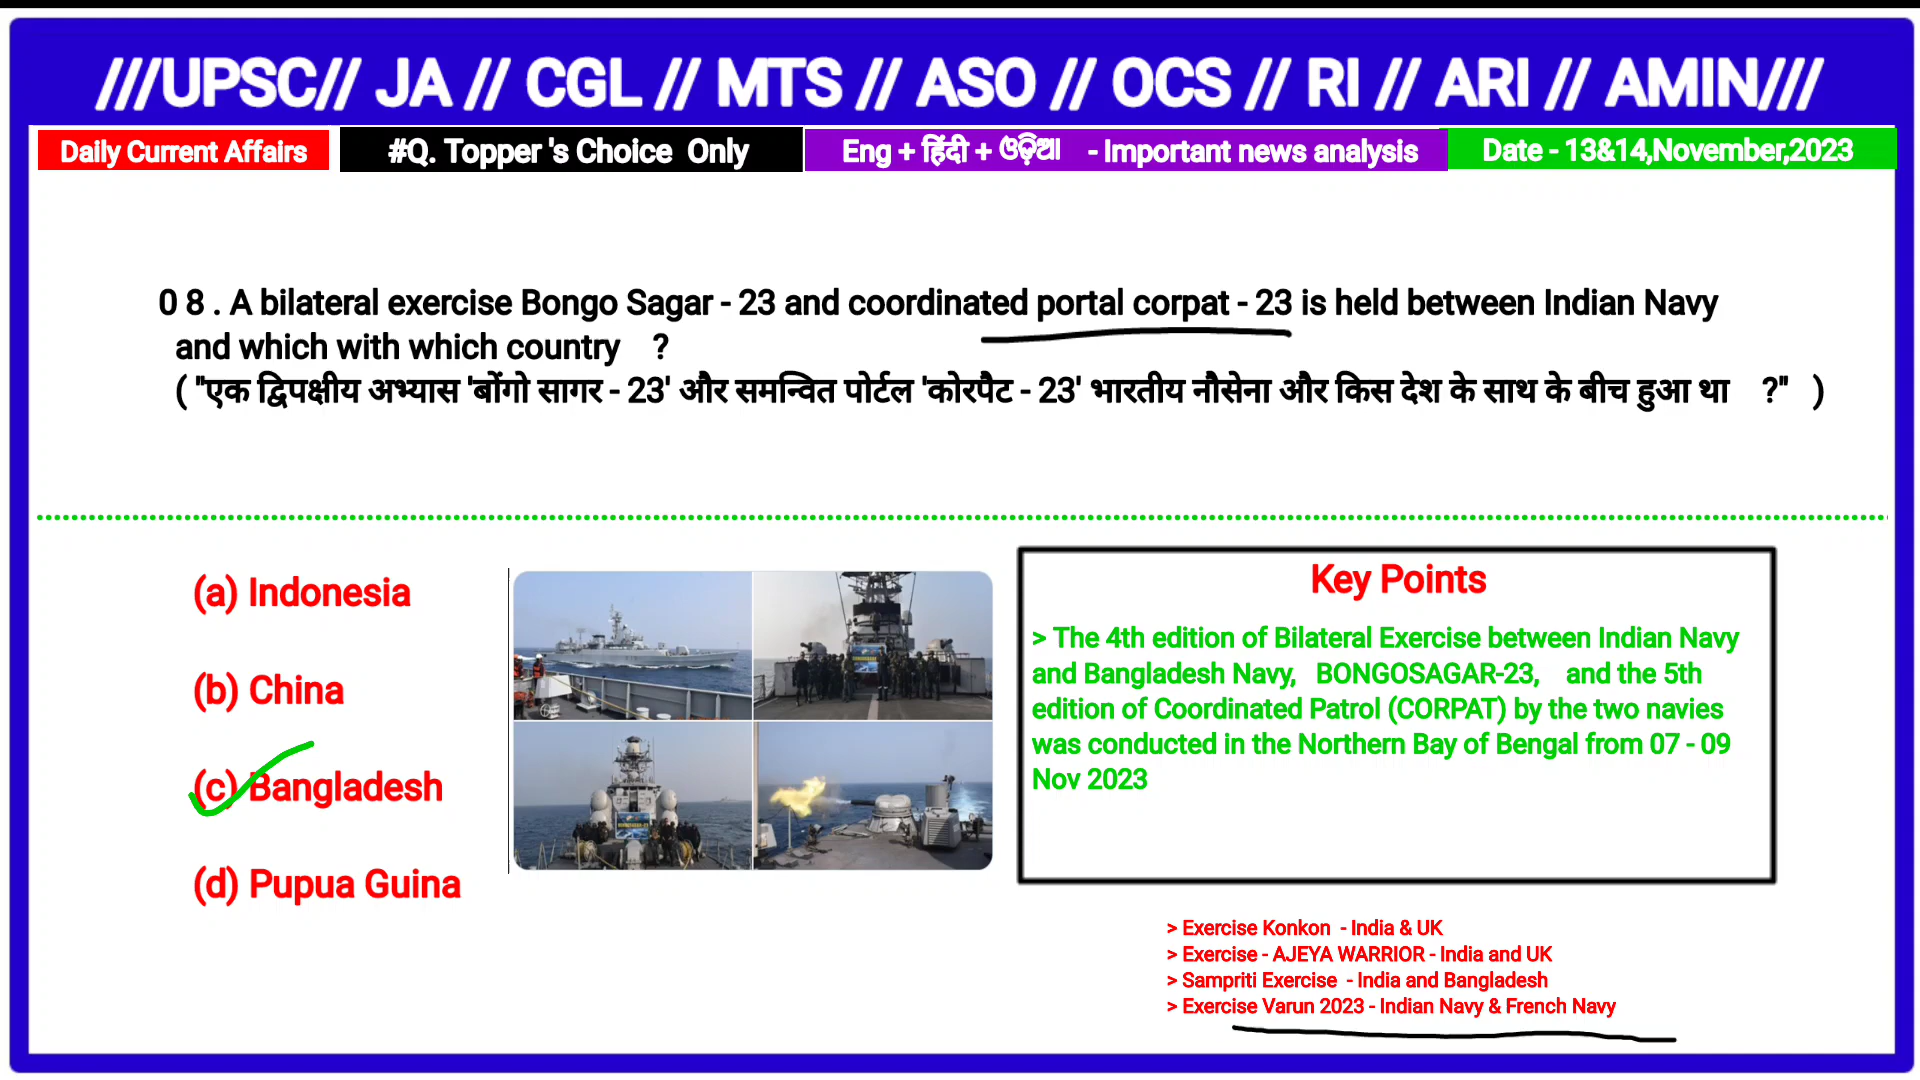 ///UPSC// JA // CGL // MTS // ASO // OCS // RI // ARI // AMIN///
Daily Current Affairs
#Q. Topper 's Choice Only
Eng + हिंदी + ଓଡ଼ିଆ - Important news analysis
Date - 13&14,November,2023
0 8 . A bilateral exercise Bongo Sagar - 23 and coordinated portal corpat - 23 is held between Indian Navy
and which with which country ?
( "एक द्विपक्षीय अभ्यास 'बोंगो सागर - 23' और समन्वित पोर्टल 'कोरपैट - 23' भारतीय नौसेना और किस देश के साथ के बीच हुआ था ?" )
(a) Indonesia
(b) China
(c) Bangladesh
(d) Pupua Guina
Key Points
> The 4th edition of Bilateral Exercise between Indian Navy
and Bangladesh Navy, BONGOSAGAR-23, and the 5th
edition of Coordinated Patrol (CORPAT) by the two navies
was conducted in the Northern Bay of Bengal from 07 - 09
Nov 2023
> Exercise Konkon - India & UK
> Exercise - AJEYA WARRIOR - India and UK
> Sampriti Exercise - India and Bangladesh
> Exercise Varun 2023 - Indian Navy & French Navy